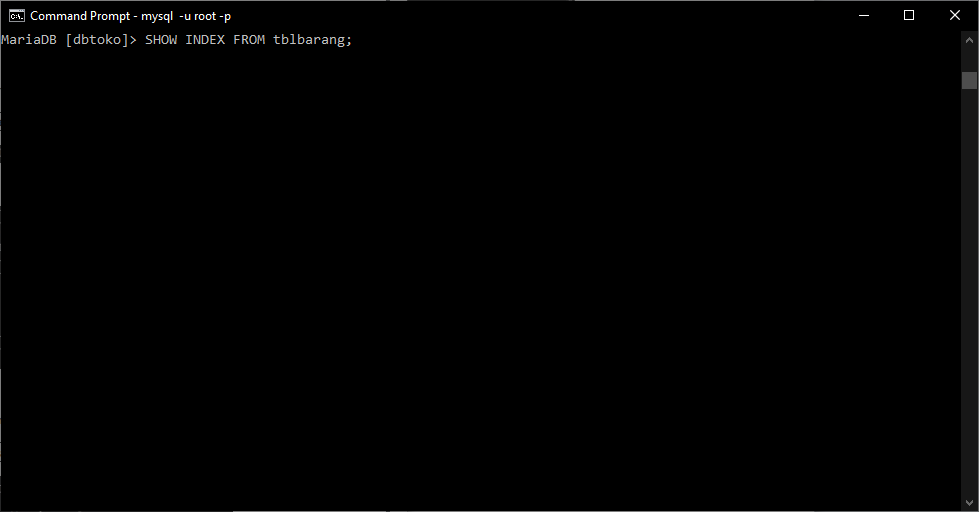 Command Prompt - mysql  -u root -p
MariaDB [dbtoko]> SHOW INDEX FROM tblbarang;